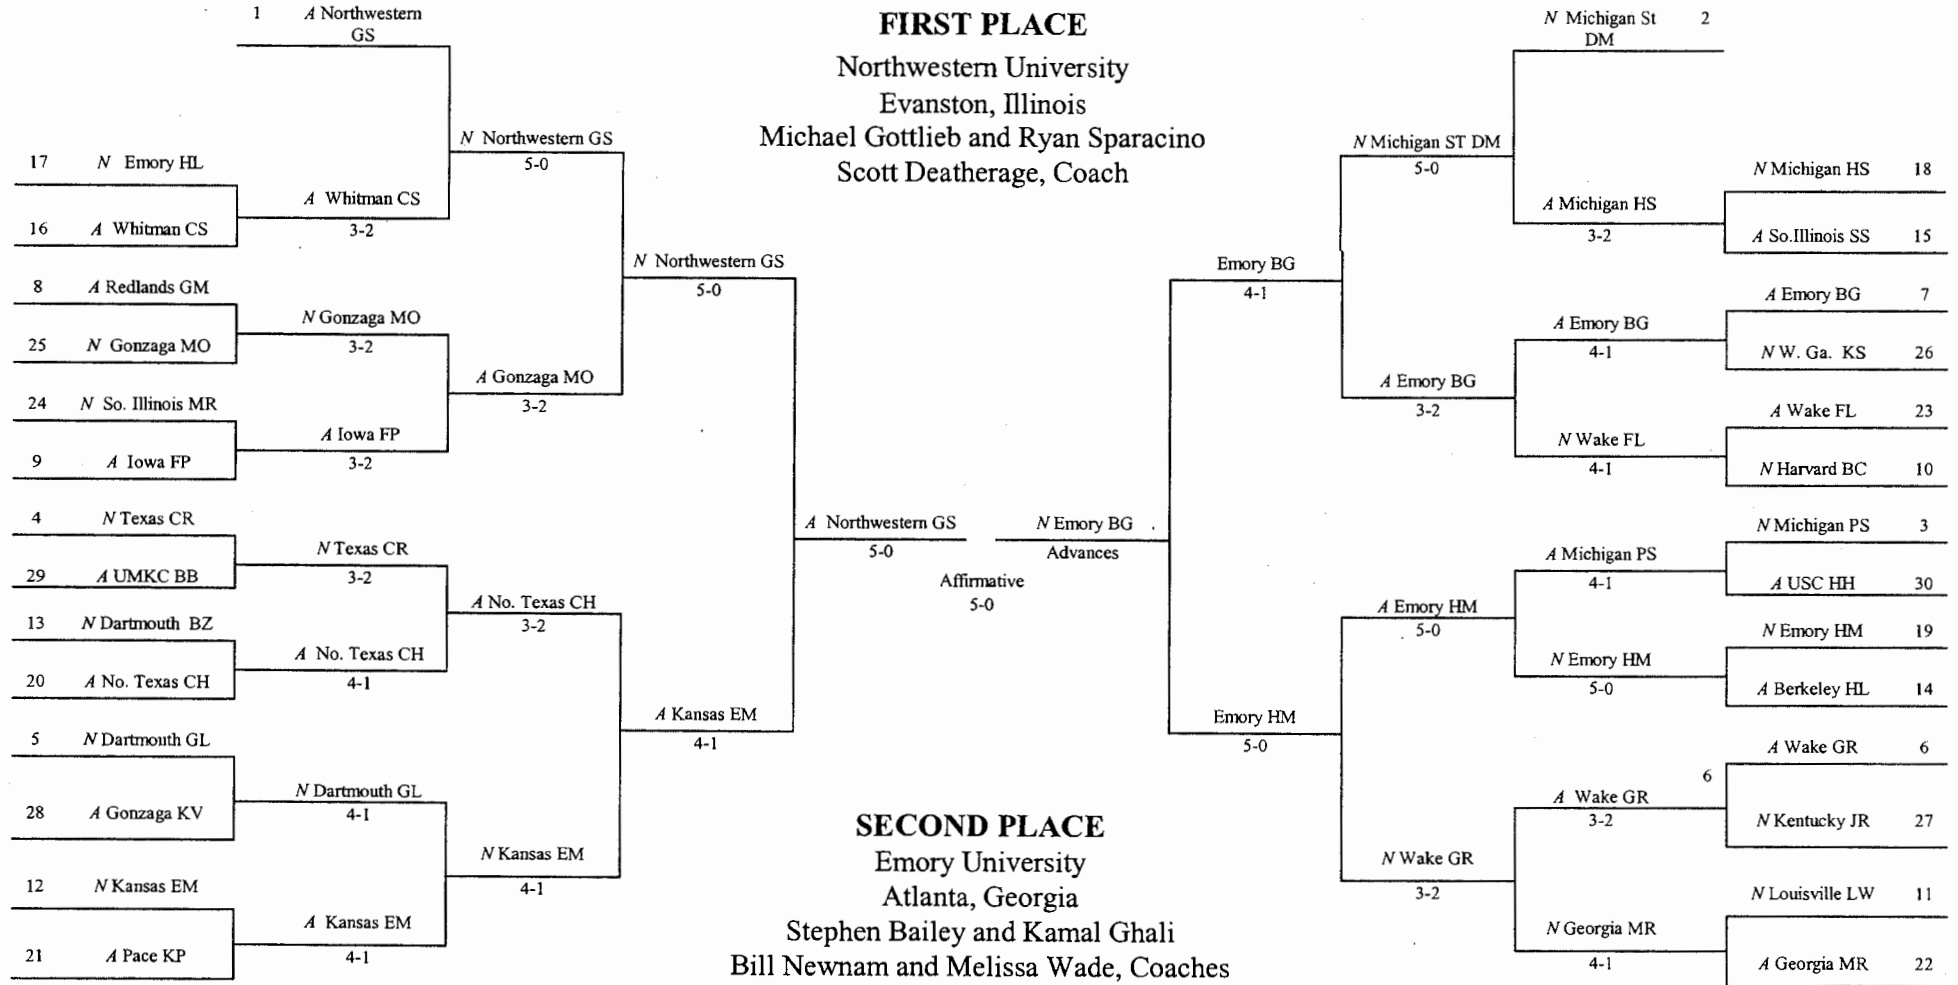 FIRST PLACE
Northwestern University
Evanston, Illinois
Michael Gottlieb and Ryan Sparacino
Scott Deatherage, Coach
1 A Northwestern
GS
17 N Emory HL
16 A Whitman CS
8 A Redlands GM
25 N Gonzaga MO
24 N So. Illinois MR
9 A Iowa FP
4 N Texas CR
29 A UMKC BB
13 N Dartmouth BZ
20 A No. Texas CH
5 N Dartmouth GL
28 A Gonzaga KV
12 N Kansas EM
21 A Pace KP
A Whitman CS
3-2
N Gonzaga MO
3-2
A Iowa FP
3-2
N Texas CR
3-2
A No. Texas CH
4-1
N Dartmouth GL
4-1
A Kansas EM
4-1
N Northwestern GS
5-0
A Gonzaga MO
3-2
A No. Texas CH
3-2
N Kansas EM
4-1
N Northwestern GS
5-0
A Kansas EM
4-1
A Northwestern GS
5-0
Affirmative
5-0
N Emory BG
Advances
Emory BG
4-1
Emory HM
5-0
N Michigan ST DM
5-0
A Emory BG
3-2
A Emory HM
5-0
N Wake GR
3-2
N Michigan St 2
DM
A Michigan HS
3-2
A Emory BG
4-1
N Wake FL
4-1
A Michigan PS
4-1
N Emory HM
5-0
6
A Wake GR
3-2
N Georgia MR
4-1
N Michigan HS 18
A So.Illinois SS 15
A Emory BG 7
N W. Ga. KS 26
A Wake FL 23
N Harvard BC 10
N Michigan PS 3
A USC HH 30
N Emory HM 19
A Berkeley HL 14
A Wake GR 6
N Kentucky JR 27
N Louisville LW 11
A Georgia MR 22
SECOND PLACE
Emory University
Atlanta, Georgia
Stephen Bailey and Kamal Ghali
Bill Newnam and Melissa Wade, Coaches